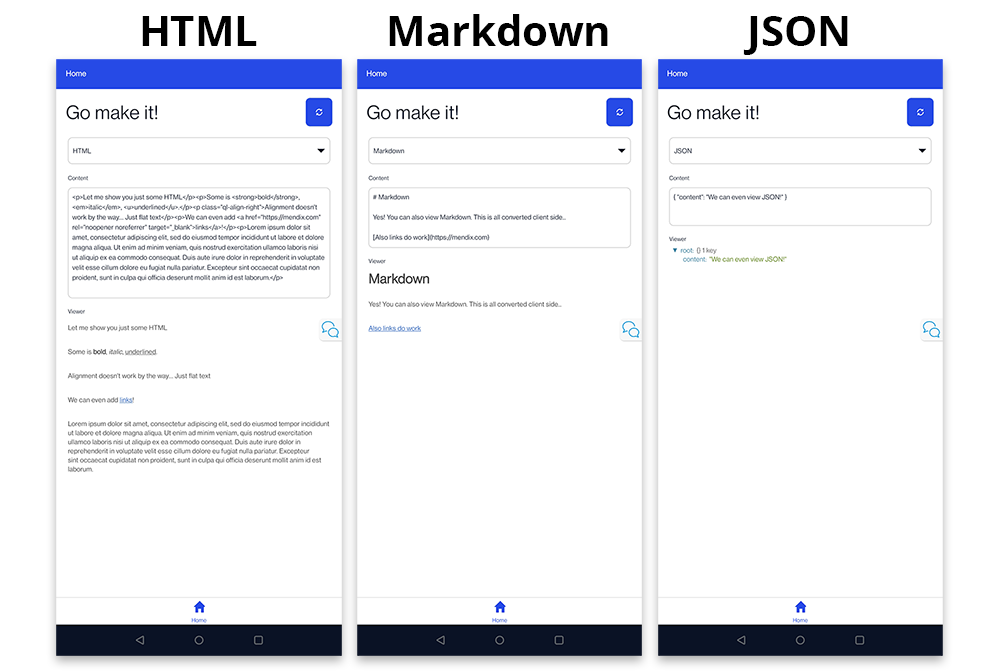 HTML
Home
Go make it!
HTML
Content
<p>Let me show you just some HTML</p><p>Some is <strong>bold</strong>,
<em>italic</em>, <u>underlined</u>.</p><p class="ql-align-right">Alignment doesn't
work by the way... Just flat text</p><p>We can even add <a href="https://mendix.com"
rel="noopener noreferrer" target="_blank">links</a>!</p><p>Lorem ipsum dolor sit
amet, consectetur adipiscing elit, sed do eiusmod tempor incididunt ut labore et dolore
magna aliqua. Ut enim ad minim veniam, quis nostrud exercitation ullamco laboris nisi
ut aliquip ex ea commodo consequat. Duis aute irure dolor in reprehenderit in voluptate
velit esse cillum dolore eu fugiat nulla pariatur. Excepteur sint occaecat cupidatat non
proident, sunt in culpa qui officia deserunt mollit anim id est laborum.</p>
Viewer
Let me show you just some HTML
Some is bold, italic, underlined.
Alignment doesn't work by the way... Just flat text
We can even add links!
Lorem ipsum dolor sit amet, consectetur adipiscing elit, sed do eiusmod tempor incididunt
ut labore et dolore magna aliqua. Ut enim ad minim veniam, quis nostrud exercitation
ullamco laboris nisi ut aliquip ex ea commodo consequat. Duis aute irure dolor in
reprehenderit in voluptate velit esse cillum dolore eu fugiat nulla pariatur. Excepteur
sint occaecat cupidatat non proident, sunt in culpa qui officia deserunt mollit anim id est
laborum.
Home
Markdown
Home
Go make it!
Markdown
Content
# Markdown
Yes! You can also view Markdown. This is all converted client side..
[Also links do work](https://mendix.com)
Viewer
Markdown
Yes! You can also view Markdown. This is all converted client side..
Also links do work
Home
JSON
Home
Go make it!
JSON
Content
{ "content": "We can even view JSON!" }
Viewer
▼ root: {} 1 key
content: "We can even view JSON!"
Home